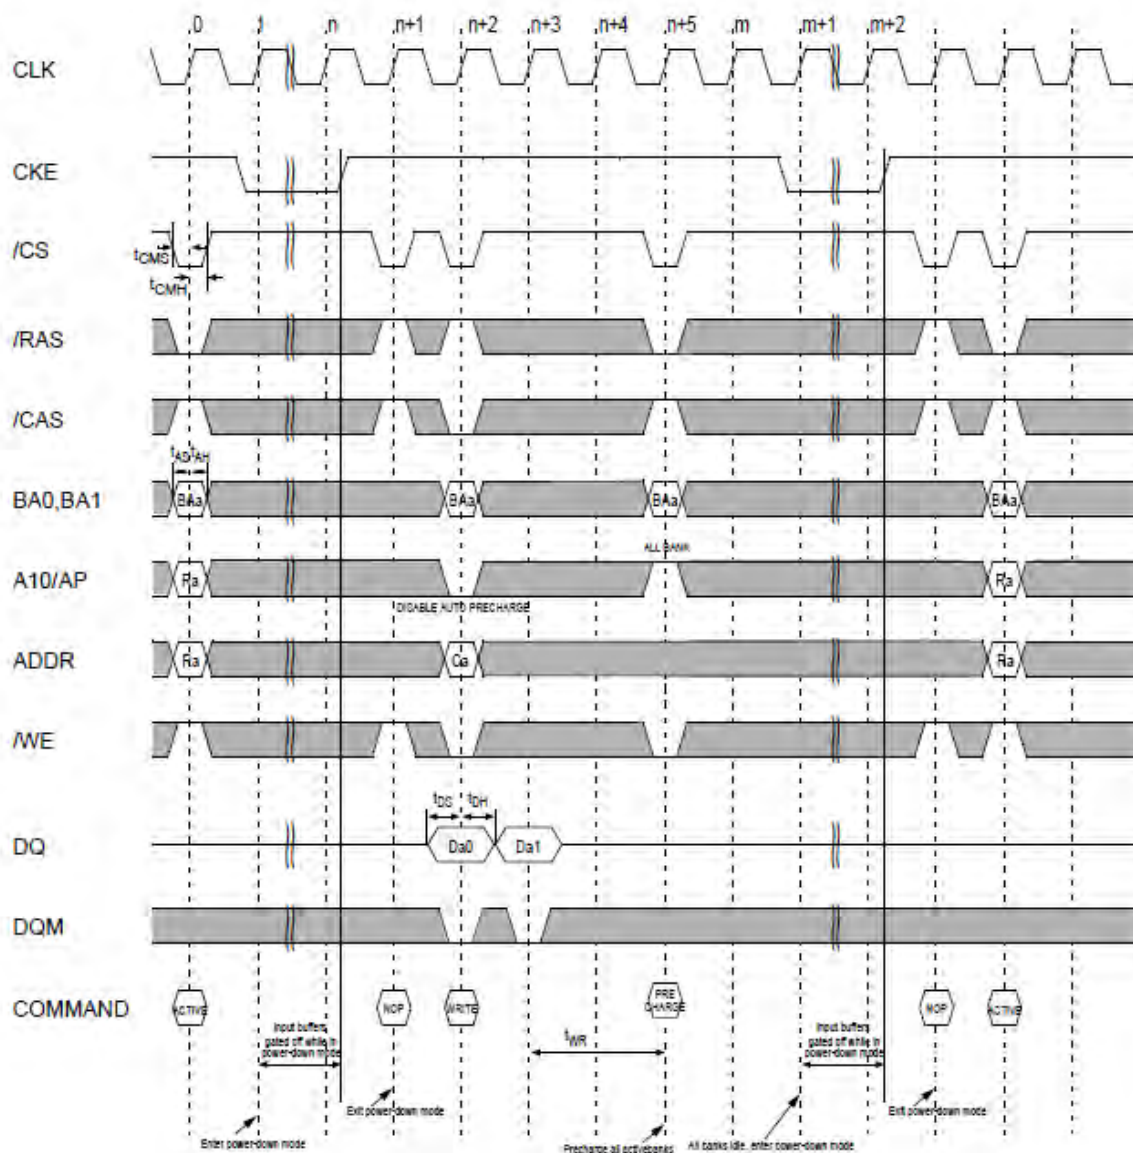 0 1 n n+1 n+2 n+3 n+4 n+5 m m+1 m+2
CLK
CKE
/CS
tCMS
tCMH
/RAS
/CAS
tAS tAH
BA0,BA1 BAa BAa BAa BAa
ALL BANK
A10/AP Ra Ra
DISABLE AUTO PRECHARGE
ADDR Ra Ca Ra
/WE
tDS tDH
DQ Da0 Da1
DQM
COMMAND ACTIVE NOP WRITE PRE CHARGE NOP ACTIVE
Input buffers
gated off while in
power-down mode
tWR
Input buffers
gated off while in
power-down mode
Exit power-down mode
Exit power-down mode
Enter power-down mode
Precharge all activebanks
All banks idle, enter power-down mode